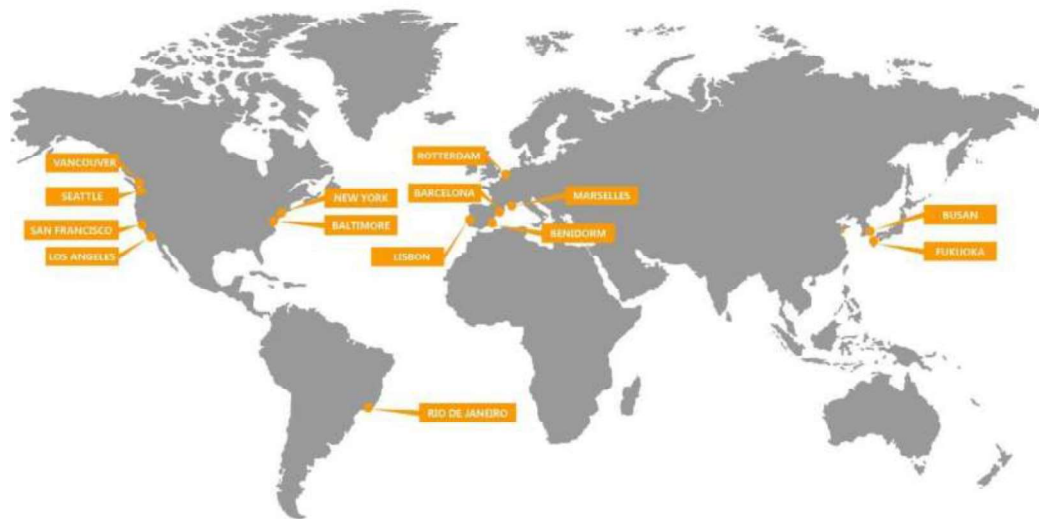 ROTTERDAM
VANCOUVER
SEATTLE
BARCELONA
MARSELLES
NEW YORK
BUSAN
SAN FRANCISCO
BALTIMORE
BENIDORM
LOS ANGELES
LISBON
FUKUOKA
RIO DE JANEIRO